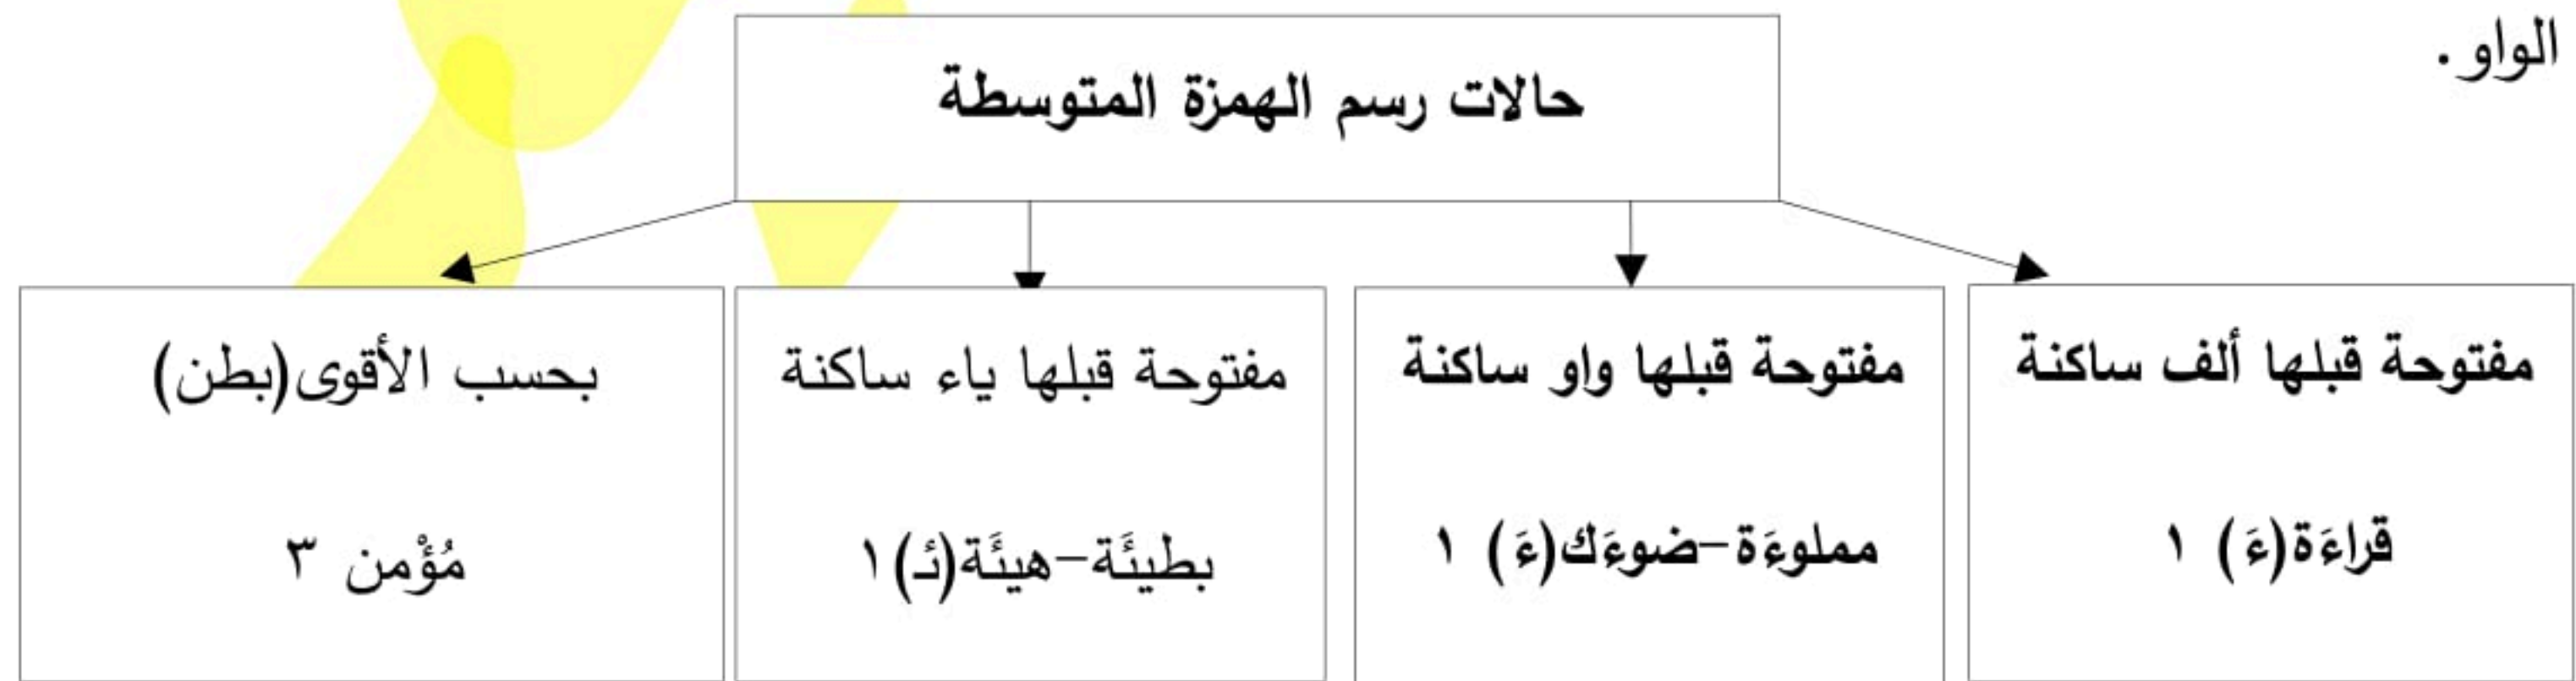 الواو.
حالات رسم الهمزة المتوسطة
مفتوحة قبلها ألف ساكنة
قراءَة(ءَ) ١
مفتوحة قبلها واو ساكنة
مملوءَة-ضوءَك(ءَ) ١
مفتوحة قبلها ياء ساكنة
بطيئَة-هيئَة(ئَـ)١
بحسب الأقوى(بطن)
مُؤْمن ٣